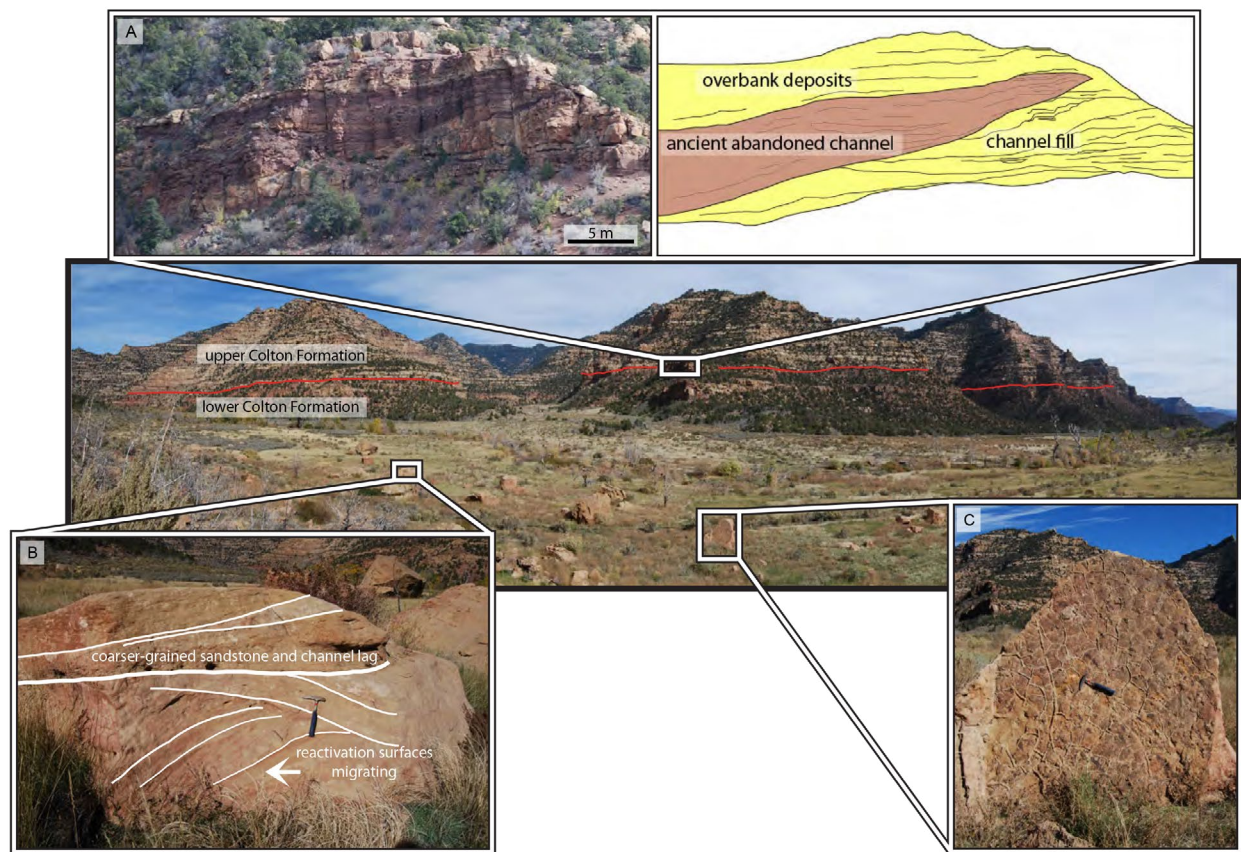 A
5 m
overbank deposits
ancient abandoned channel
channel fill
upper Colton Formation
lower Colton Formation
B
coarser-grained sandstone and channel lag
reactivation surfaces
migrating
C